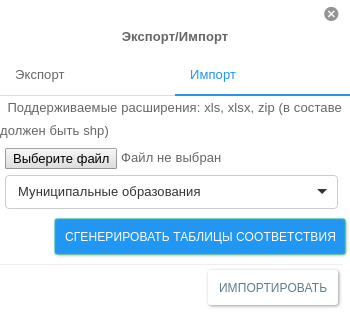 Экспорт/Импорт
Экспорт
Импорт
Поддерживаемые расширения: xls, xlsx, zip (в составе
должен быть shp)
Выберите файл Файл не выбран
Муниципальные образования
СГЕНЕРИРОВАТЬ ТАБЛИЦЫ СООТВЕТСТВИЯ
ИМПОРТИРОВАТЬ